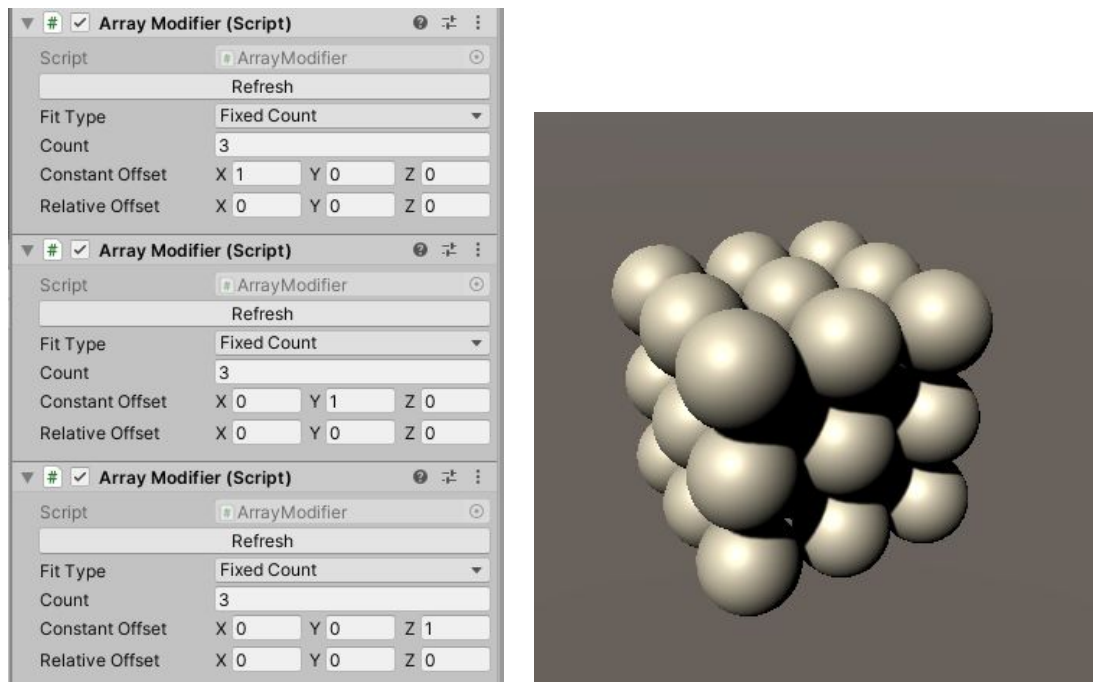 Array Modifier (Script)
Script ArrayModifier
Refresh
Fit Type Fixed Count
Count 3
Constant Offset X 1 Y 0 Z 0
Relative Offset X 0 Y 0 Z 0
Array Modifier (Script)
Script ArrayModifier
Refresh
Fit Type Fixed Count
Count 3
Constant Offset X 0 Y 1 Z 0
Relative Offset X 0 Y 0 Z 0
Array Modifier (Script)
Script ArrayModifier
Refresh
Fit Type Fixed Count
Count 3
Constant Offset X 0 Y 0 Z 1
Relative Offset X 0 Y 0 Z 0